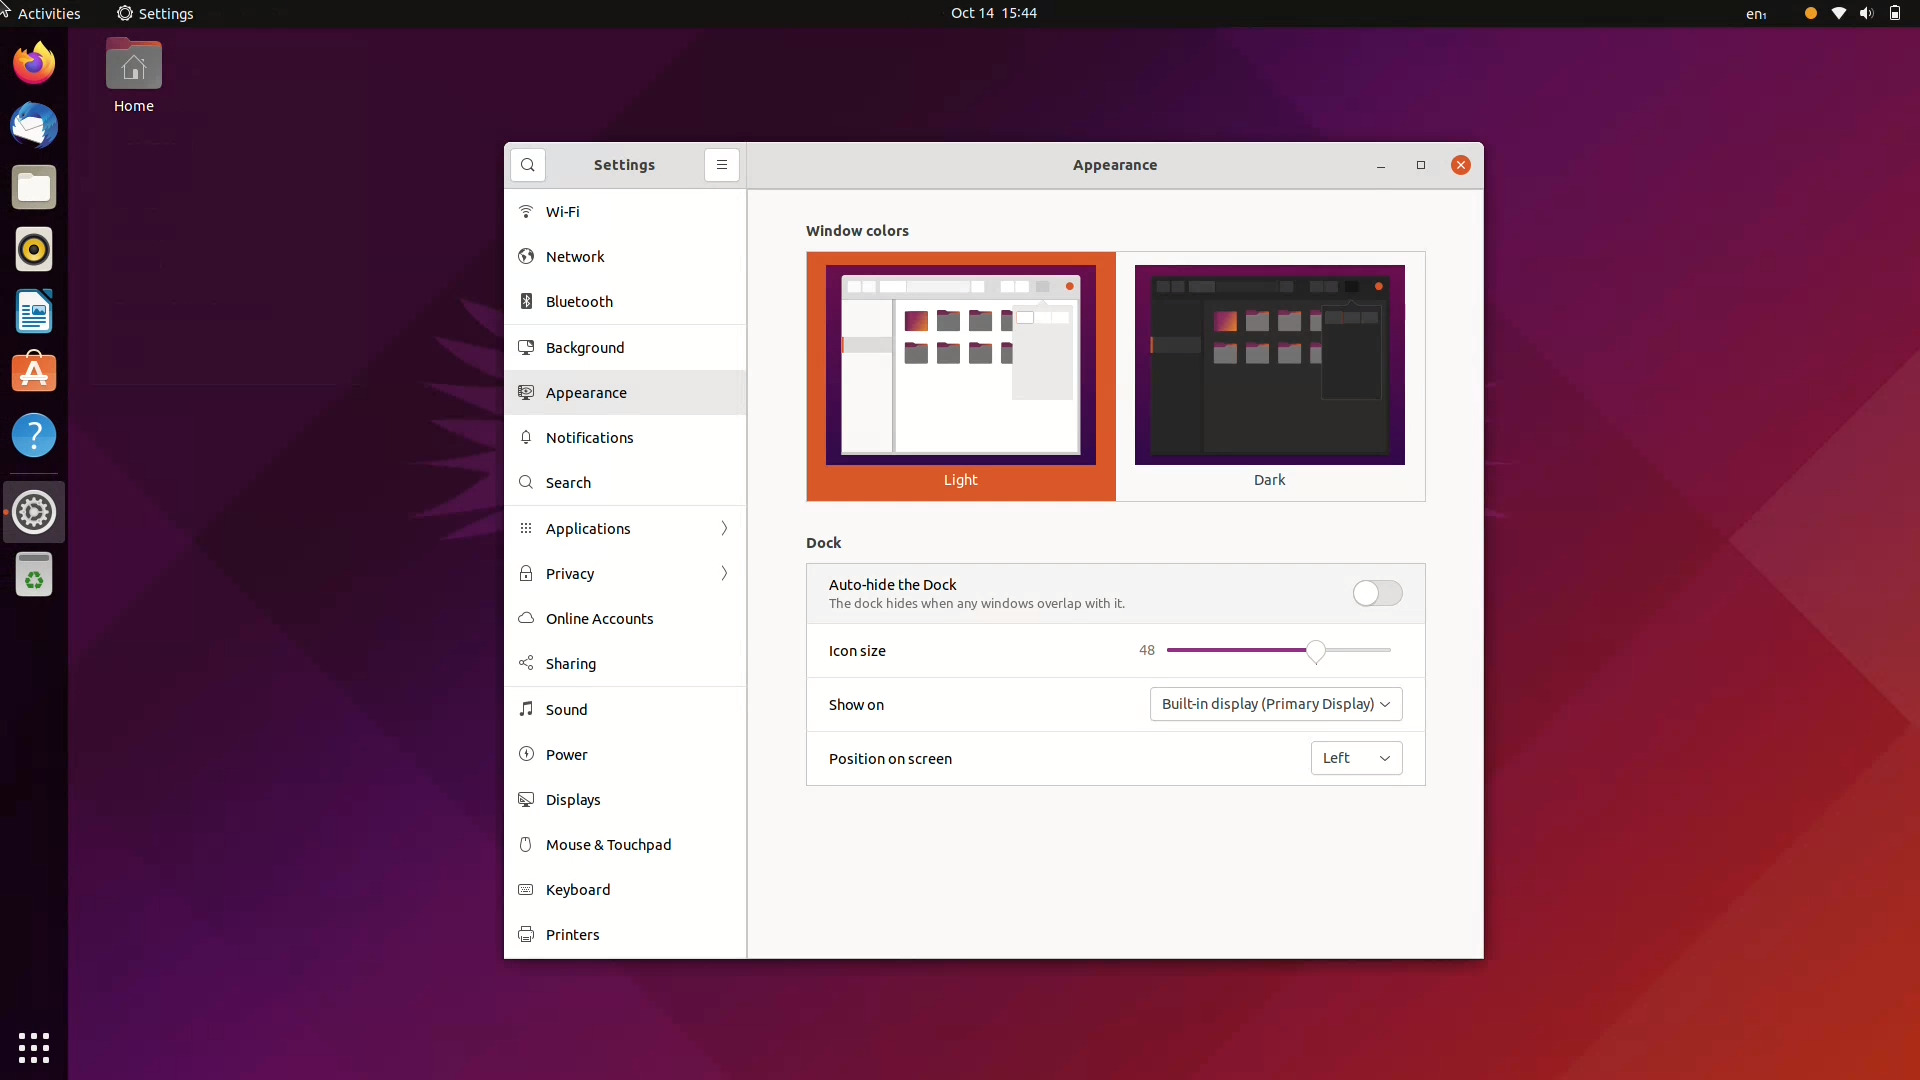 Activities
Settings
Oct 14 15:44
en₁
Home
Settings
Appearance
Wi-Fi
Network
Bluetooth
Background
Appearance
Notifications
Search
Applications
Privacy
Online Accounts
Sharing
Sound
Power
Displays
Mouse & Touchpad
Keyboard
Printers
Window colors
Light
Dark
Dock
Auto-hide the Dock
The dock hides when any windows overlap with it.
Icon size
48
Show on
Built-in display (Primary Display)
Position on screen
Left